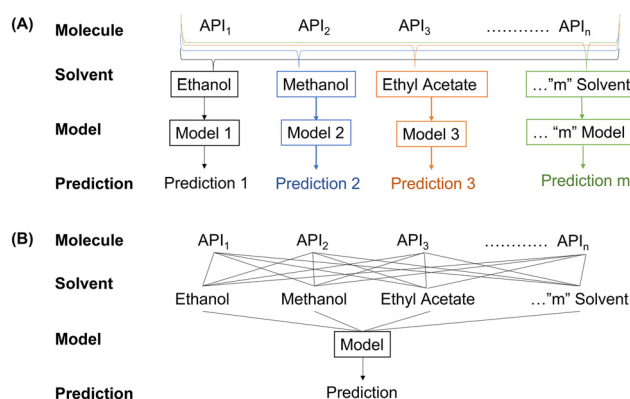 (A) Molecule API₁ API₂ API₃ ............ APIₙ
Solvent Ethanol Methanol Ethyl Acetate ..."m" Solvent
Model Model 1 Model 2 Model 3 ... "m" Model
Prediction Prediction 1 Prediction 2 Prediction 3 Prediction m
(B) Molecule API₁ API₂ API₃ ............ APIₙ
Solvent
Ethanol Methanol Ethyl Acetate ..."m" Solvent
Model Model
Prediction Prediction